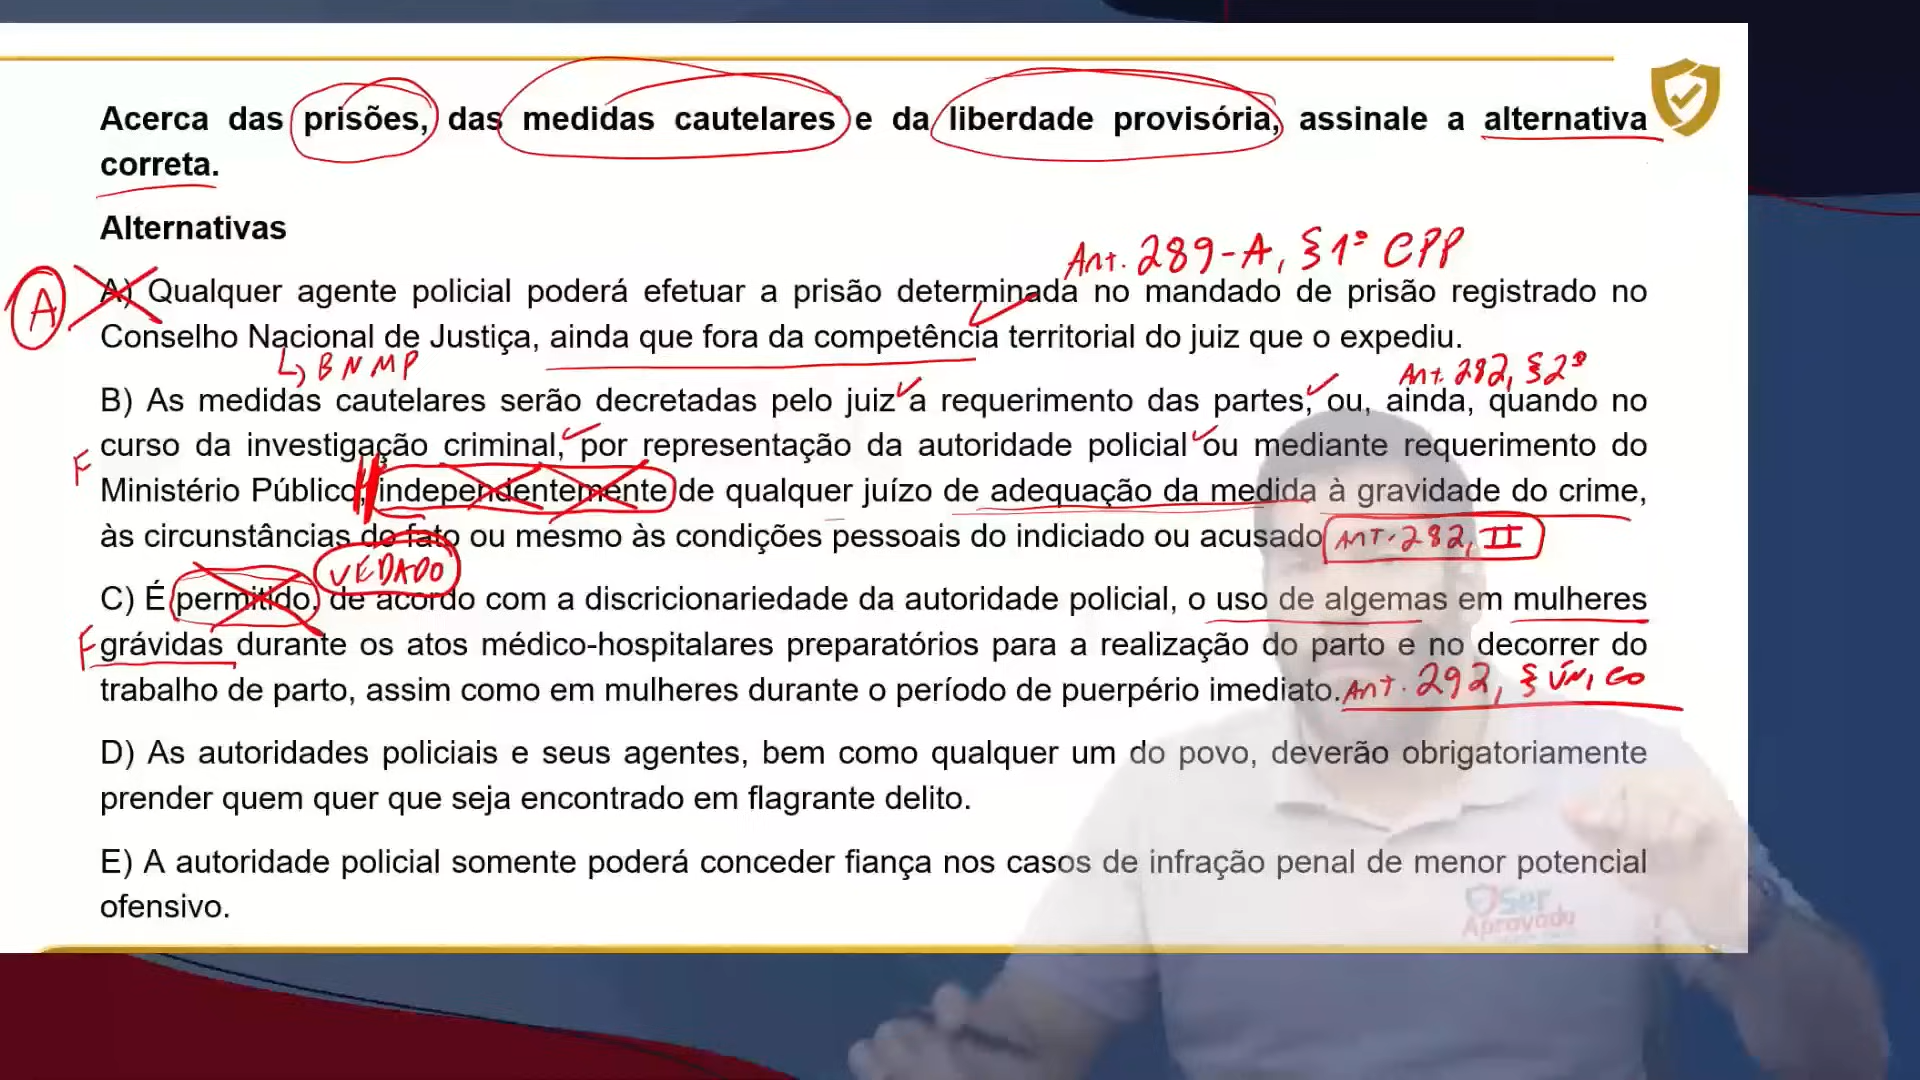 Acerca das prisões, das medidas cautelares e da liberdade provisória, assinale a alternativa
correta.
Alternativas
Art. 289-A, § 1º CPP
A A) Qualquer agente policial poderá efetuar a prisão determinada no mandado de prisão registrado no
Conselho Nacional de Justiça, ainda que fora da competência territorial do juiz que o expediu.
BNMP
Art. 282, § 2º
B) As medidas cautelares serão decretadas pelo juiz a requerimento das partes, ou, ainda, quando no
curso da investigação criminal, por representação da autoridade policial ou mediante requerimento do
F Ministério Público, independentemente de qualquer juízo de adequação da medida à gravidade do crime,
às circunstâncias do fato ou mesmo às condições pessoais do indiciado ou acusado ART. 282, II
VEDADO
C) É permitido, de acordo com a discricionariedade da autoridade policial, o uso de algemas em mulheres
F grávidas durante os atos médico-hospitalares preparatórios para a realização do parto e no decorrer do
trabalho de parto, assim como em mulheres durante o período de puerpério imediato. Art. 292, § único
D) As autoridades policiais e seus agentes, bem como qualquer um do povo, deverão obrigatoriamente
prender quem quer que seja encontrado em flagrante delito.
E) A autoridade policial somente poderá conceder fiança nos casos de infração penal de menor potencial
ofensivo.
Ser
Aprovado